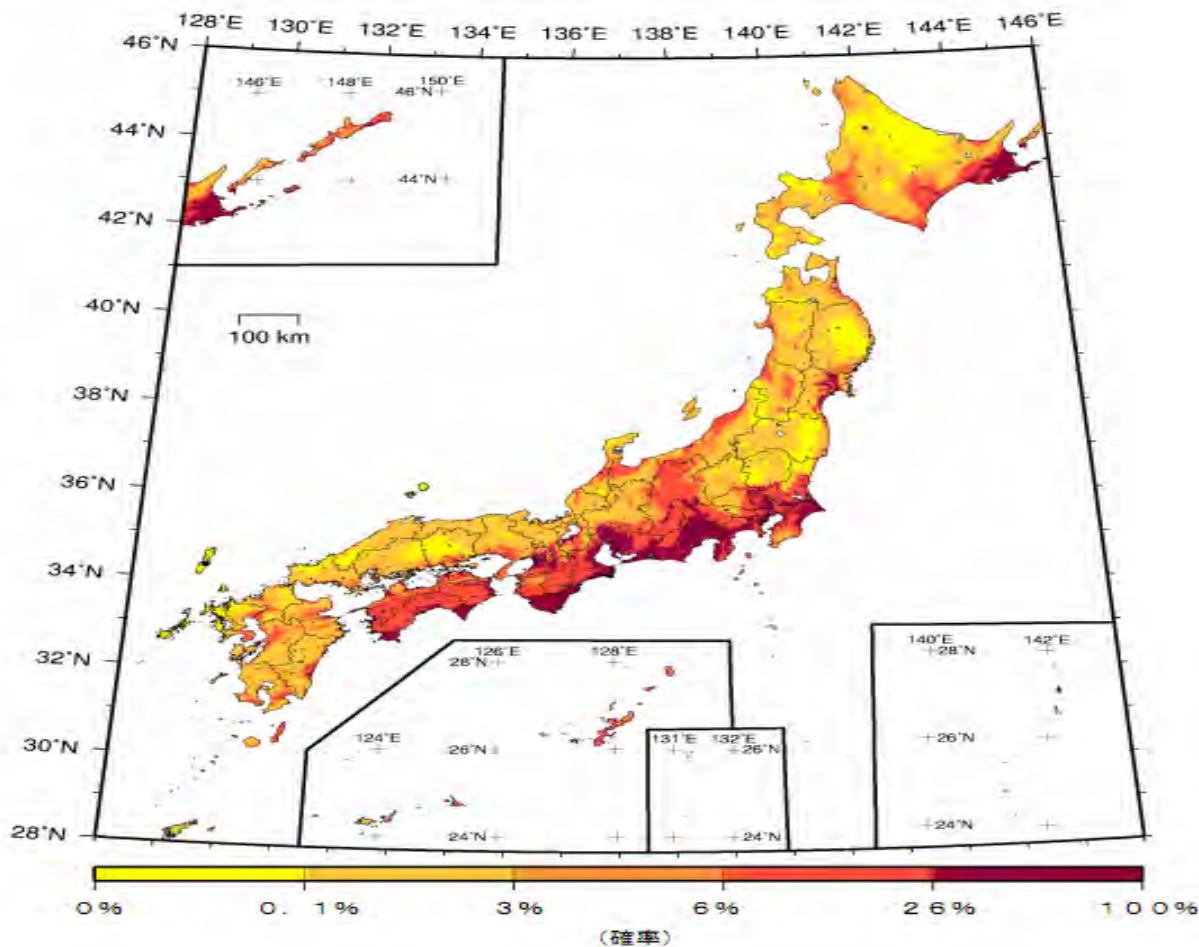 128°E 130°E 132°E 134°E 136°E 138°E 140°E 142°E 144°E 146°E
46°N
146°E 148°E 150°E
46°N
44°N
44°N
42°N
40°N
100 km
38°N
36°N
34°N
32°N
126°E 128°E
28°N
140°E 142°E
28°N
30°N
124°E
26°N
131°E 132°E
26°N
26°N
28°N
24°N
24°N
24°N
0% 0.1% 3% 6% 26% 100%
(確率)